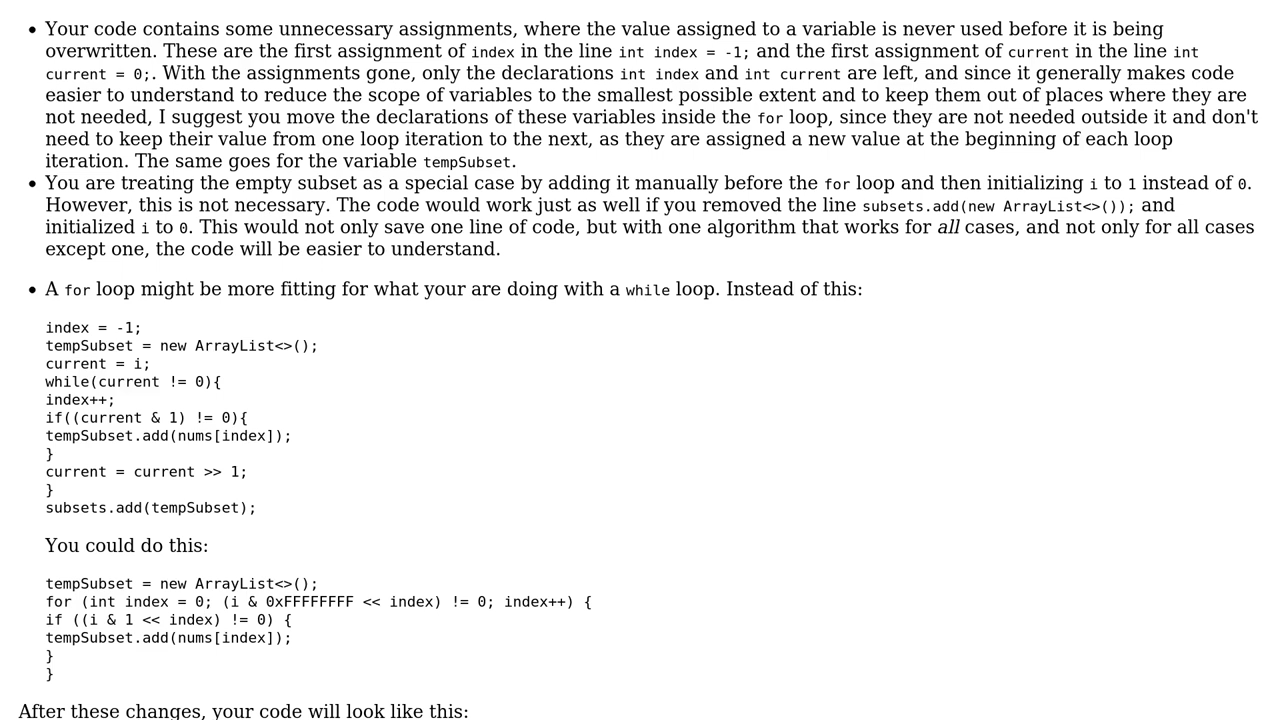 Your code contains some unnecessary assignments, where the value assigned to a variable is never used before it is being
overwritten. These are the first assignment of index in the line int index = -1; and the first assignment of current in the line int
current = 0;. With the assignments gone, only the declarations int index and int current are left, and since it generally makes code
easier to understand to reduce the scope of variables to the smallest possible extent and to keep them out of places where they are
not needed, I suggest you move the declarations of these variables inside the for loop, since they are not needed outside it and don't
need to keep their value from one loop iteration to the next, as they are assigned a new value at the beginning of each loop
iteration. The same goes for the variable tempSubset.
You are treating the empty subset as a special case by adding it manually before the for loop and then initializing i to 1 instead of 0.
However, this is not necessary. The code would work just as well if you removed the line subsets.add(new ArrayList<>()); and
initialized i to 0. This would not only save one line of code, but with one algorithm that works for all cases, and not only for all cases
except one, the code will be easier to understand.
A for loop might be more fitting for what your are doing with a while loop. Instead of this:
index = -1;
tempSubset = new ArrayList<>();
current = i;
while(current != 0){
index++;
if((current & 1) != 0){
tempSubset.add(nums[index]);
}
current = current >> 1;
}
subsets.add(tempSubset);
You could do this:
tempSubset = new ArrayList<>();
for (int index = 0; (i & 0xFFFFFFFF << index) != 0; index++) {
if ((i & 1 << index) != 0) {
tempSubset.add(nums[index]);
}
}
After these changes, your code will look like this: